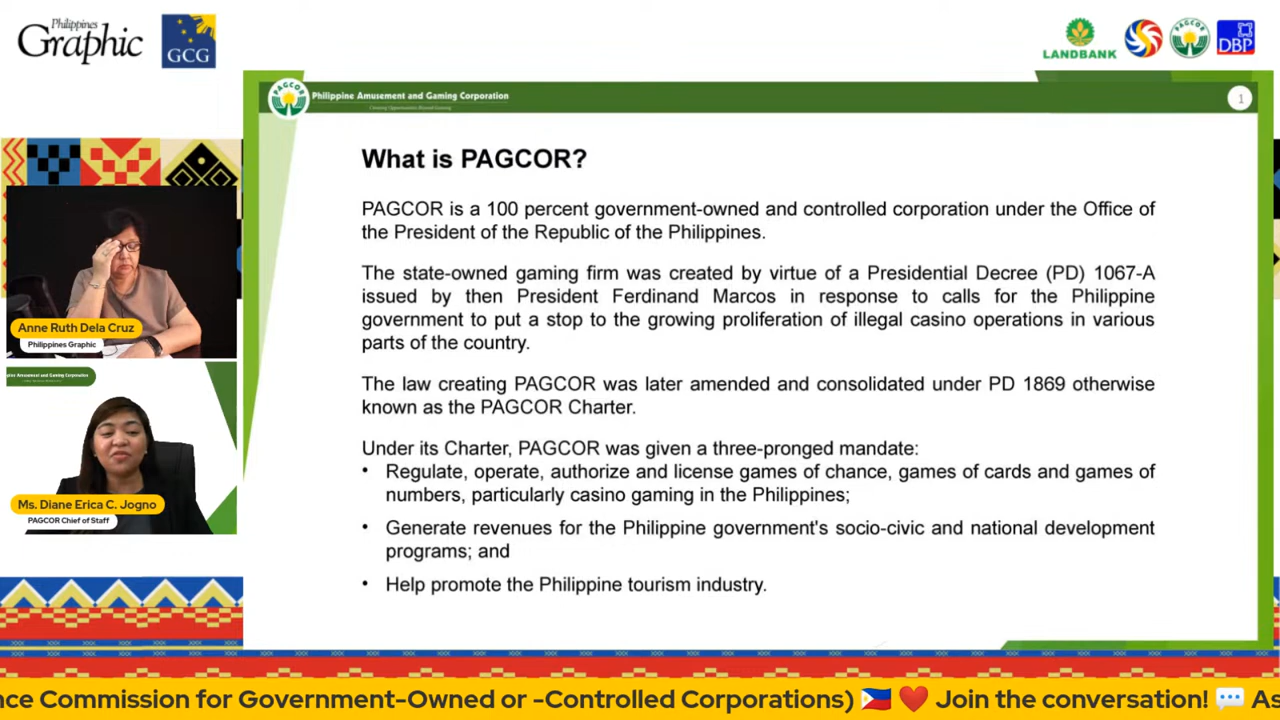 Philippines
Graphic
GCG
LANDBANK
PAGCOR
DBP
PAGCOR
Philippine Amusement and Gaming Corporation
1
What is PAGCOR?
PAGCOR is a 100 percent government-owned and controlled corporation under the Office of
the President of the Republic of the Philippines.
The state-owned gaming firm was created by virtue of a Presidential Decree (PD) 1067-A
issued by then President Ferdinand Marcos in response to calls for the Philippine
government to put a stop to the growing proliferation of illegal casino operations in various
parts of the country.
The law creating PAGCOR was later amended and consolidated under PD 1869 otherwise
known as the PAGCOR Charter.
Under its Charter, PAGCOR was given a three-pronged mandate:
• Regulate, operate, authorize and license games of chance, games of cards and games of
numbers, particularly casino gaming in the Philippines;
• Generate revenues for the Philippine government's socio-civic and national development
programs; and
• Help promote the Philippine tourism industry.
Anne Ruth Dela Cruz
Philippines Graphic
Amusement and Gaming Corporation
Ms. Diane Erica C. Jogno
PAGCOR Chief of Staff
nce Commission for Government-Owned or -Controlled Corporations) 🇵🇭 ❤️ Join the conversation! 💬 As